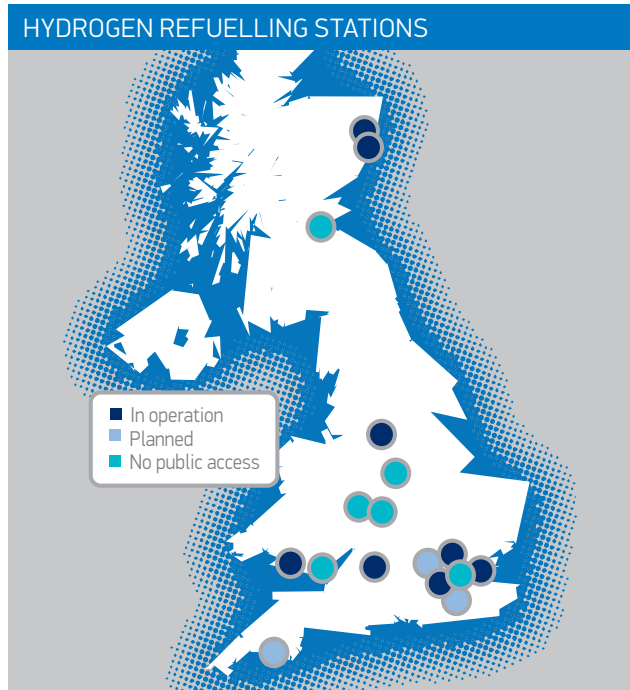 HYDROGEN REFUELLING STATIONS
In operation
Planned
No public access